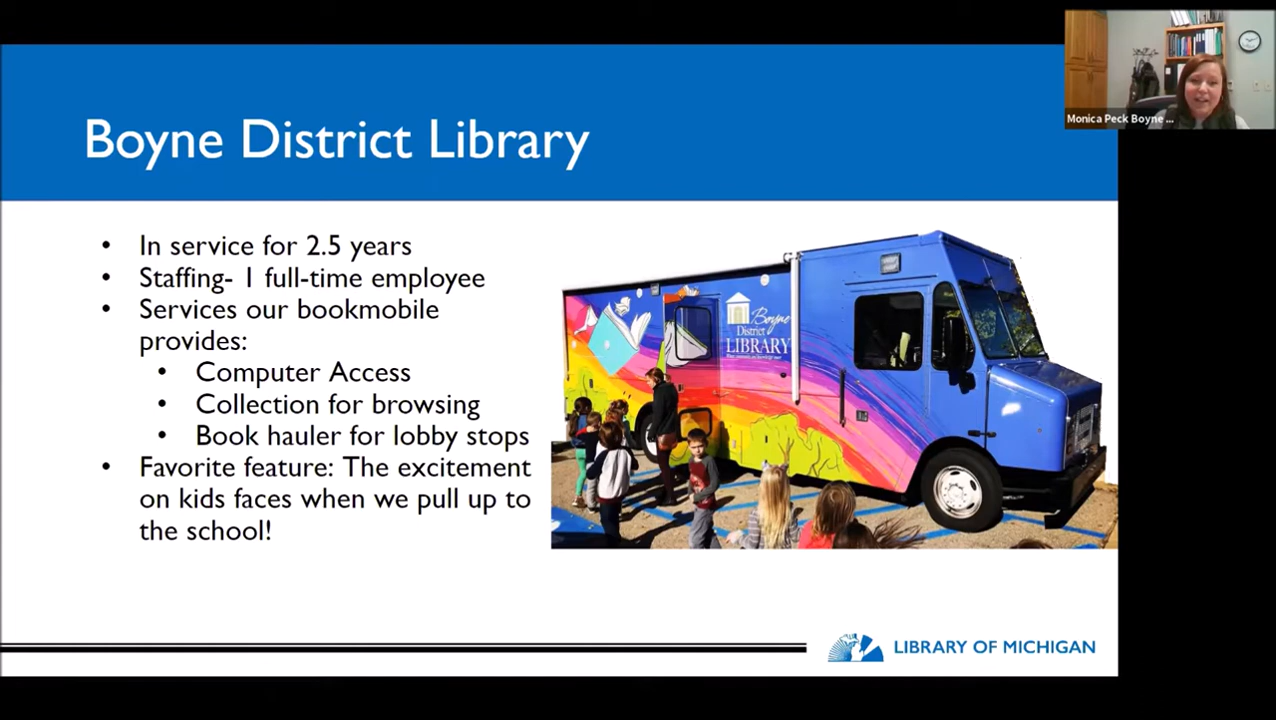 Monica Peck Boyne ...
Boyne District Library
• In service for 2.5 years
• Staffing- 1 full-time employee
• Services our bookmobile
provides:
• Computer Access
• Collection for browsing
• Book hauler for lobby stops
• Favorite feature: The excitement
on kids faces when we pull up to
the school!
Boyne
District
LIBRARY
LIBRARY OF MICHIGAN